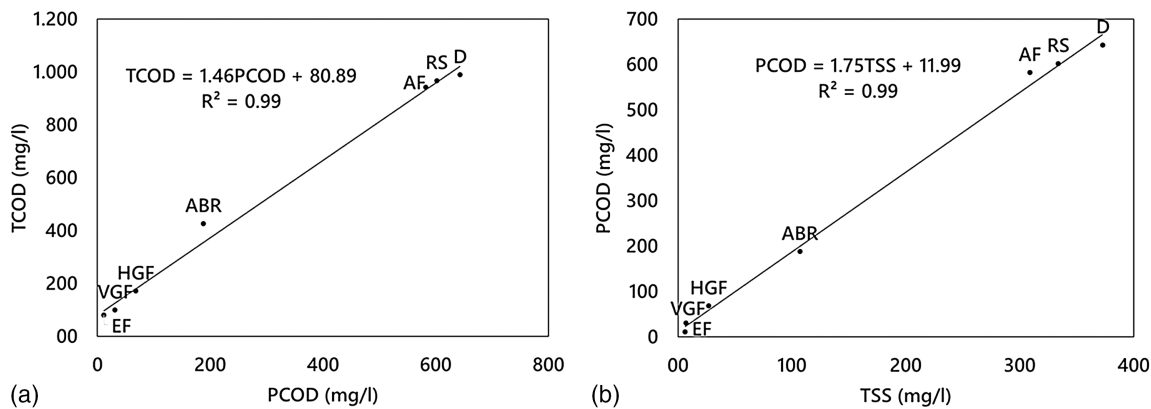 1.200
1.000
800
600
400
200
00
TCOD (mg/l)
TCOD = 1.46PCOD + 80.89
R² = 0.99
RS D
AF
ABR
HGF
VGF
EF
0 200 400 600 800
PCOD (mg/l)
(a)
700
600
500
400
300
200
100
0
PCOD (mg/l)
PCOD = 1.75TSS + 11.99
R² = 0.99
D
RS
AF
ABR
HGF
VGF
EF
00 100 200 300 400
TSS (mg/l)
(b)